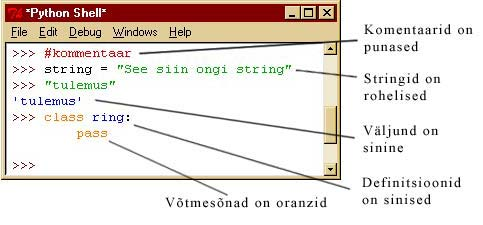 *Python Shell*
File Edit Debug Windows Help
>>> #kommentaar
>>> string = "See siin ongi string"
>>> "tulemus"
'tulemus'
>>> class ring:
pass
>>>
Komentaarid on
punased
Stringid on
rohelised
Väljund on
sinine
Definitsioonid
on sinised
Võtmesõnad on oranzid